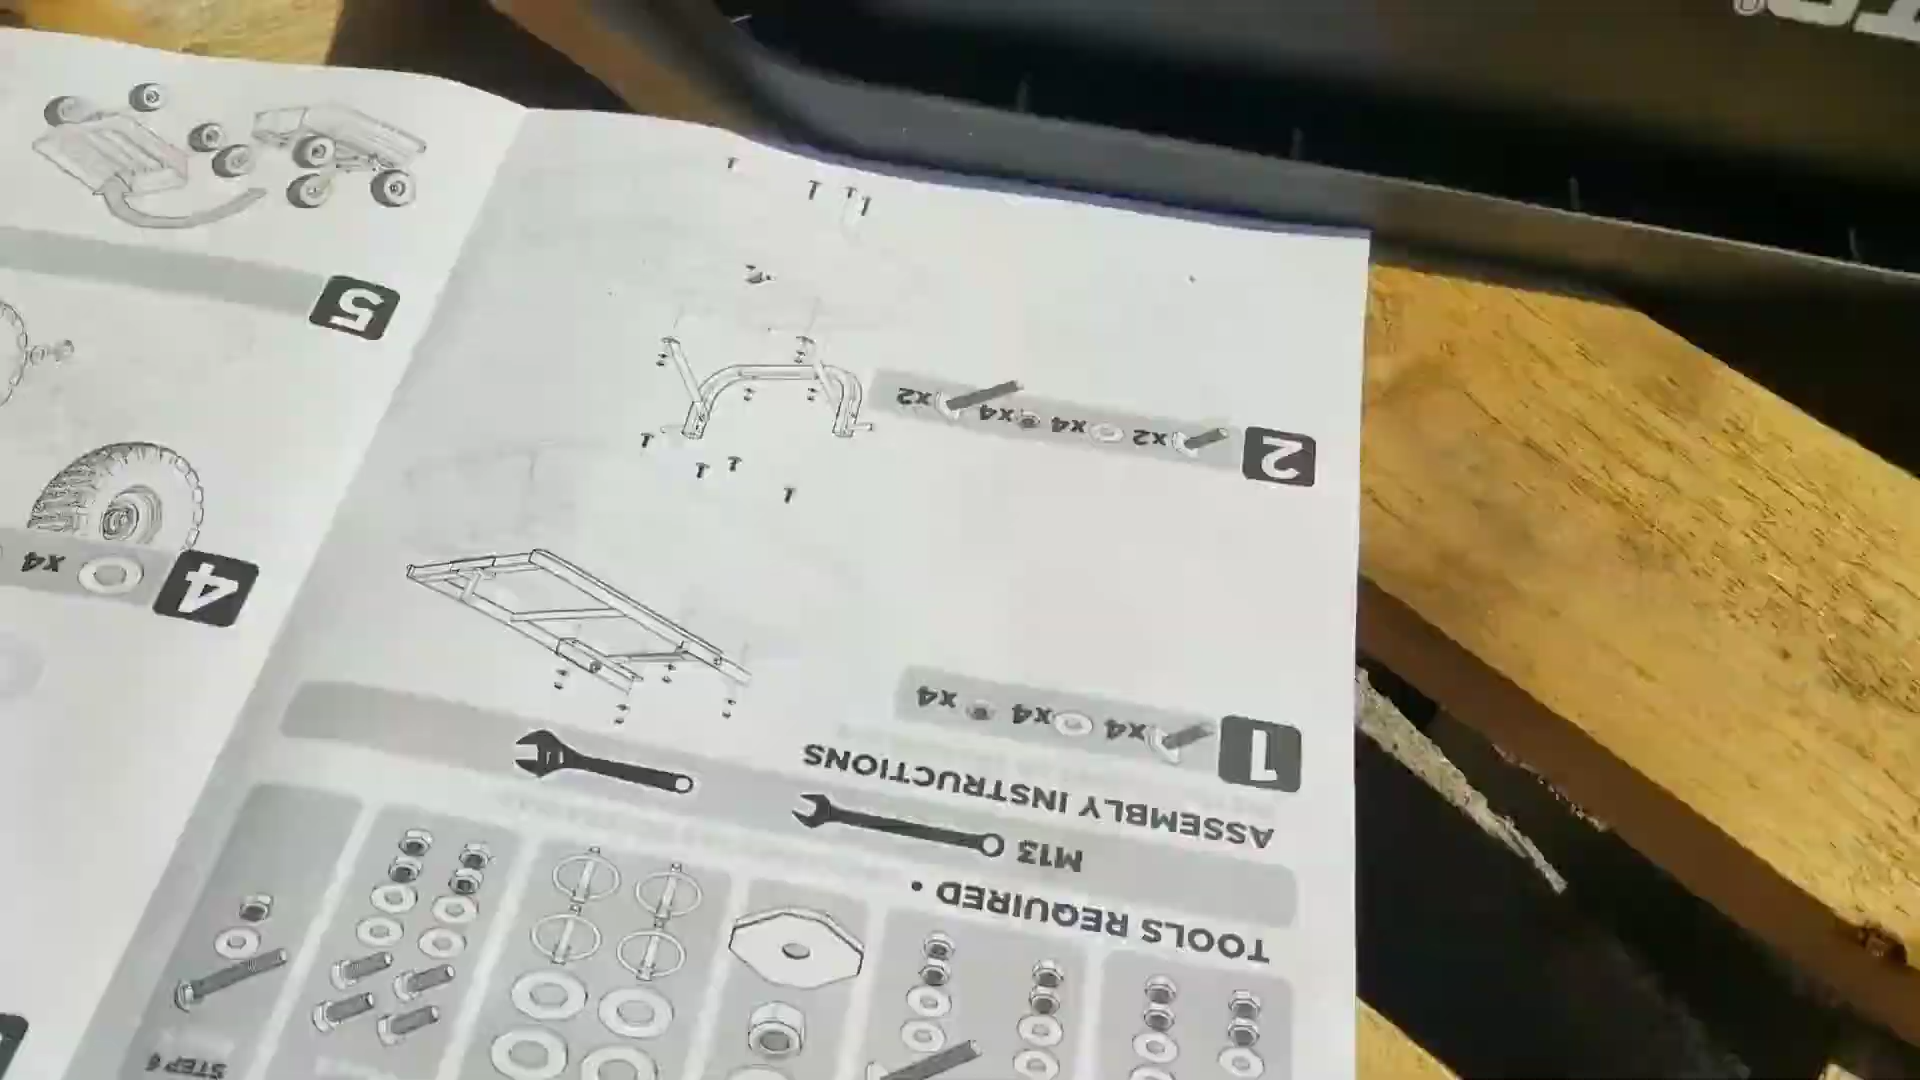 STEP 6
TOOLS REQUIRED •
M13
ASSEMBLY INSTRUCTIONS
1
x4 x4 x4
2
x2 x4 x4 x2
4
x4
5